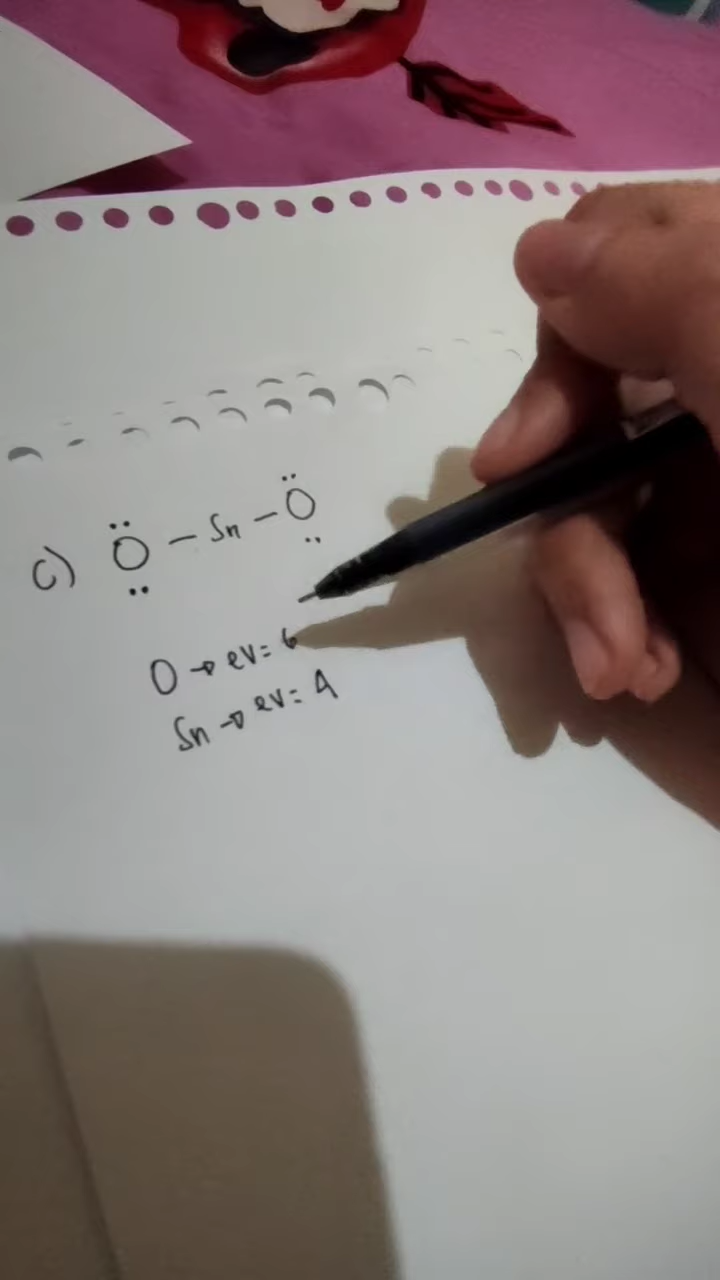 c) Ö - Sn - Ö
O → ev = 6
Sn → ev = 4